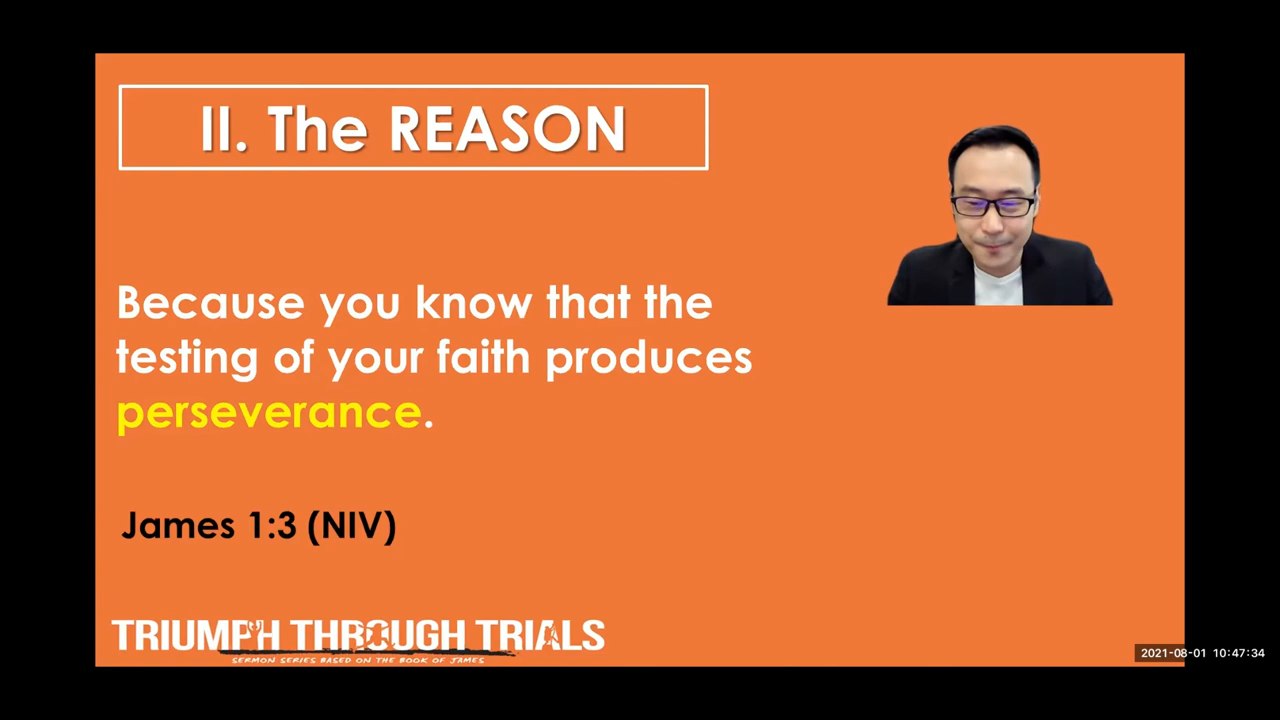 II. The REASON
Because you know that the
testing of your faith produces
perseverance.
James 1:3 (NIV)
TRIUMPH THROUGH TRIALS
SERMON SERIES BASED ON THE BOOK OF JAMES
2021-08-01 10:47:34